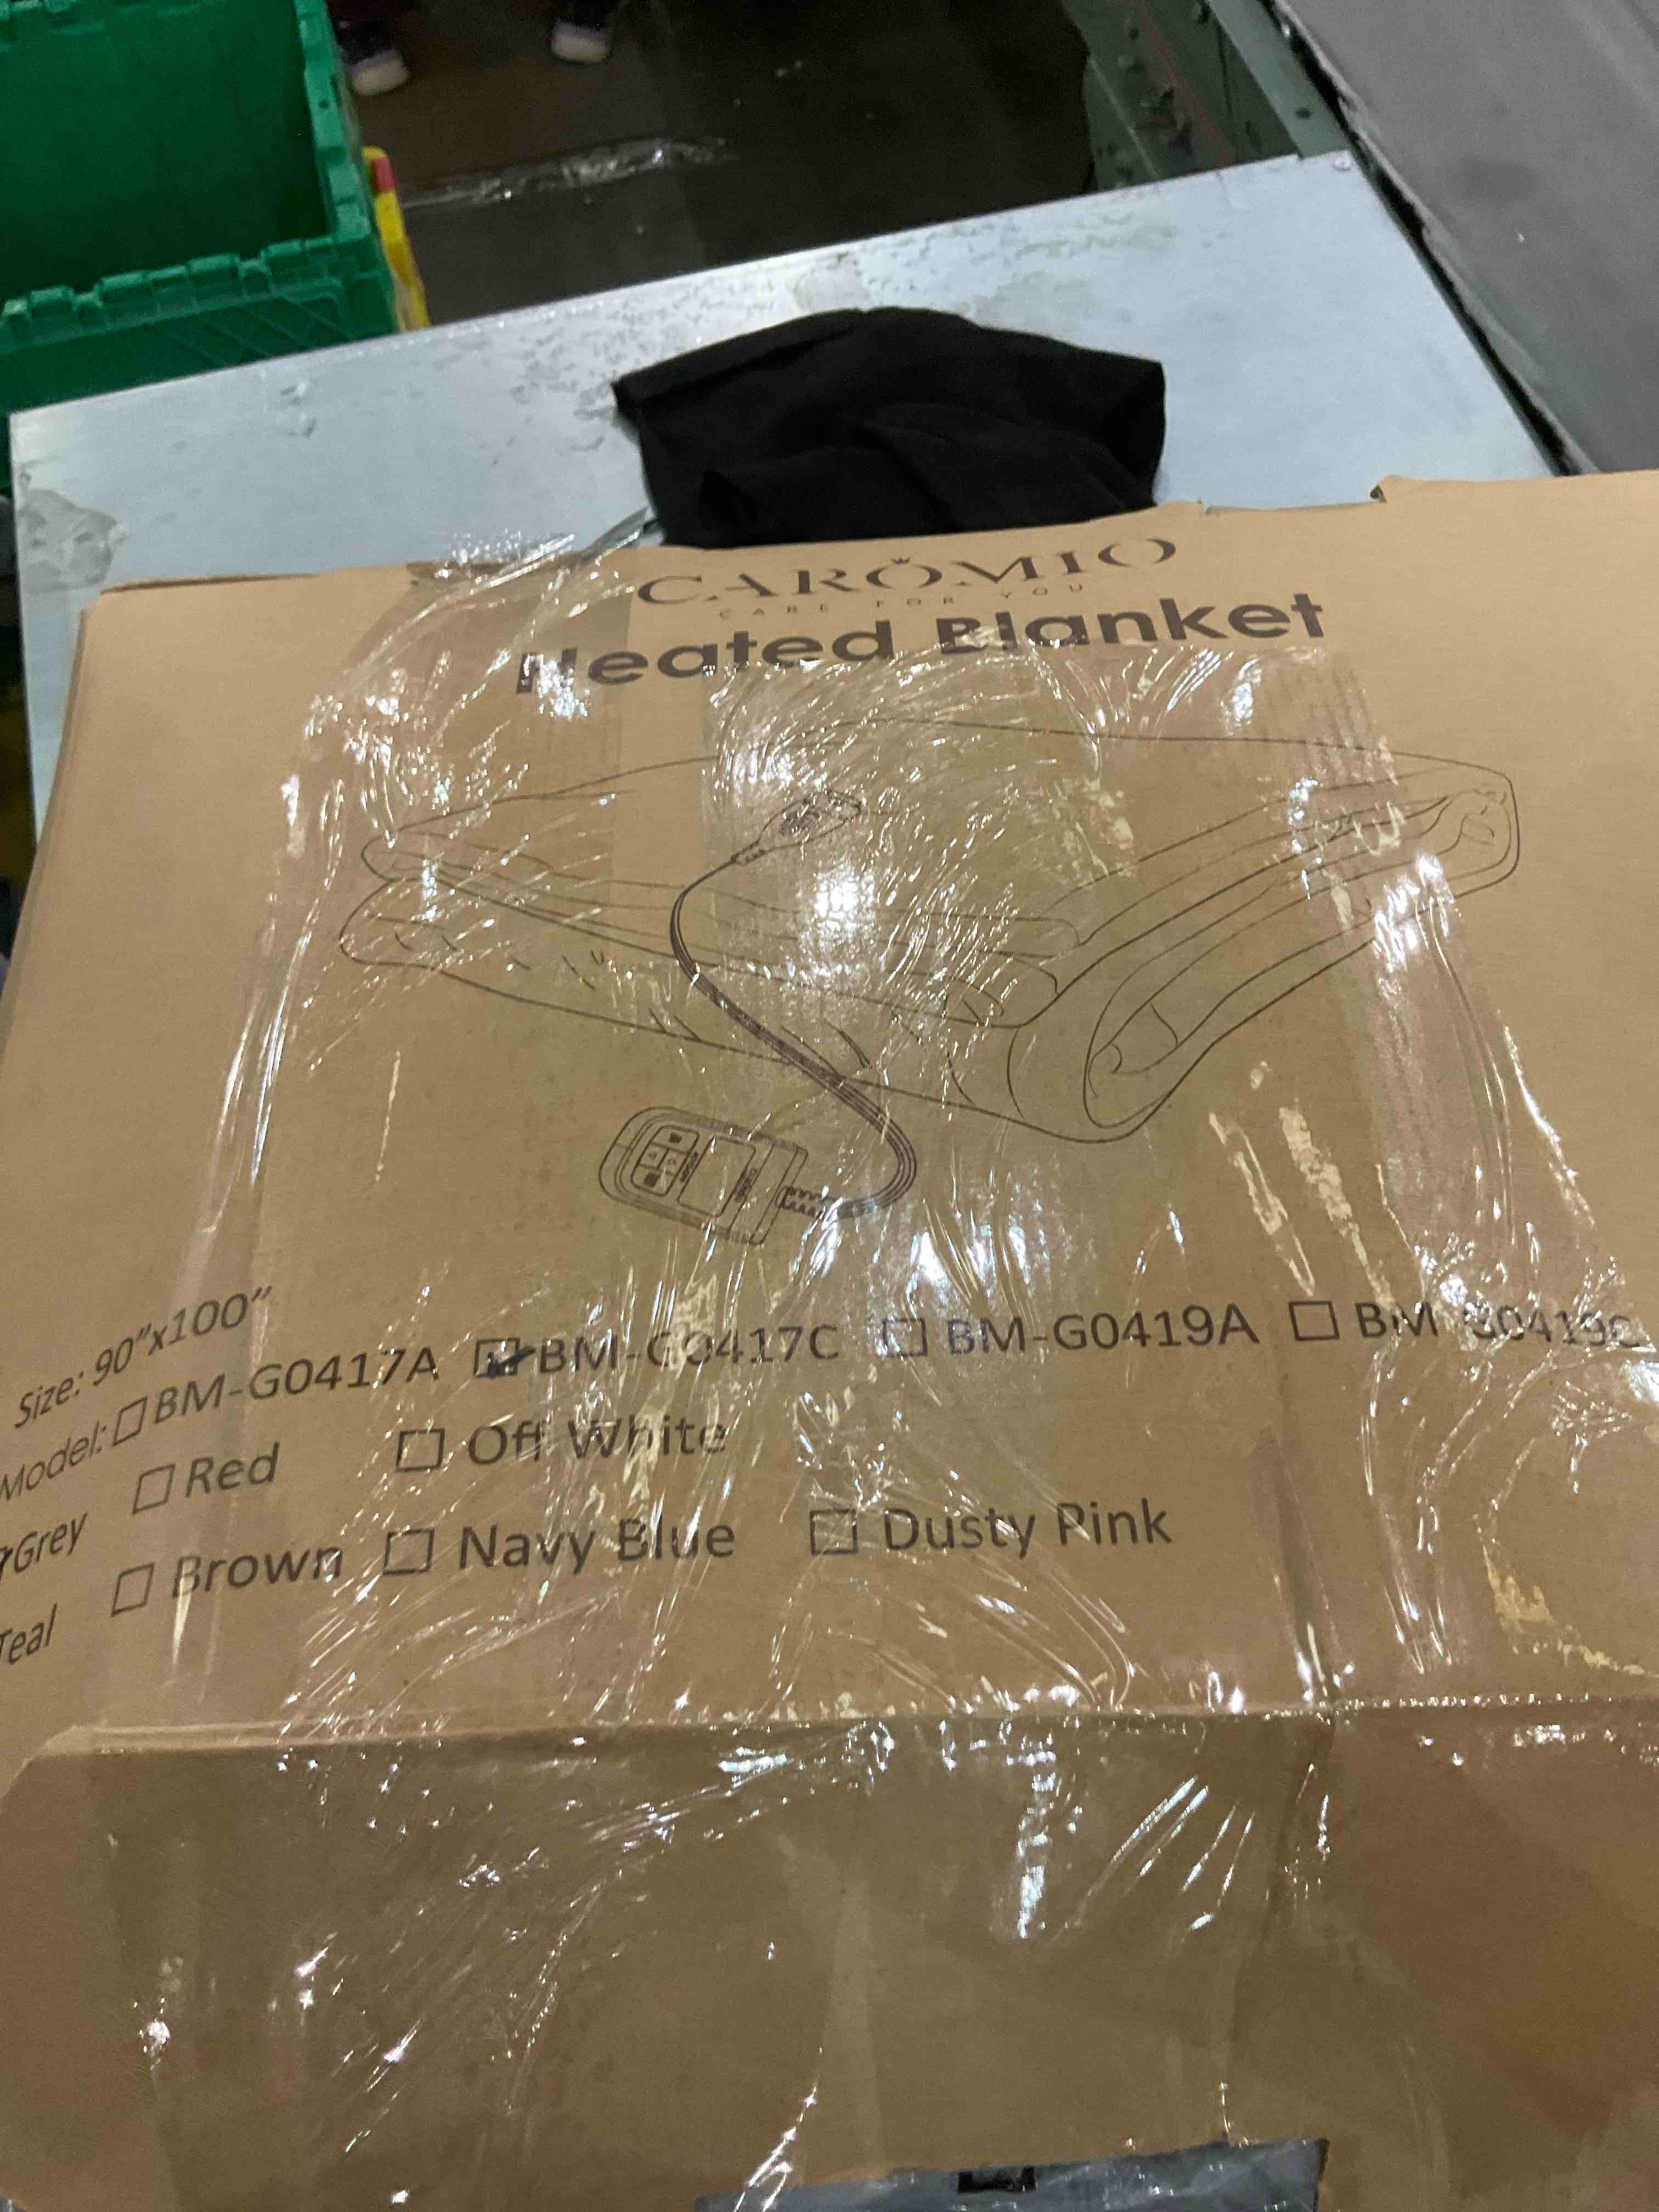 CAROMIO
CARE FOR YOU
Heated Blanket
Size: 90"x100"
Model: BM-G0417A BM-G0417C BM-G0419A BM-G0419C
Grey Red Off White
Teal Brown Navy Blue Dusty Pink